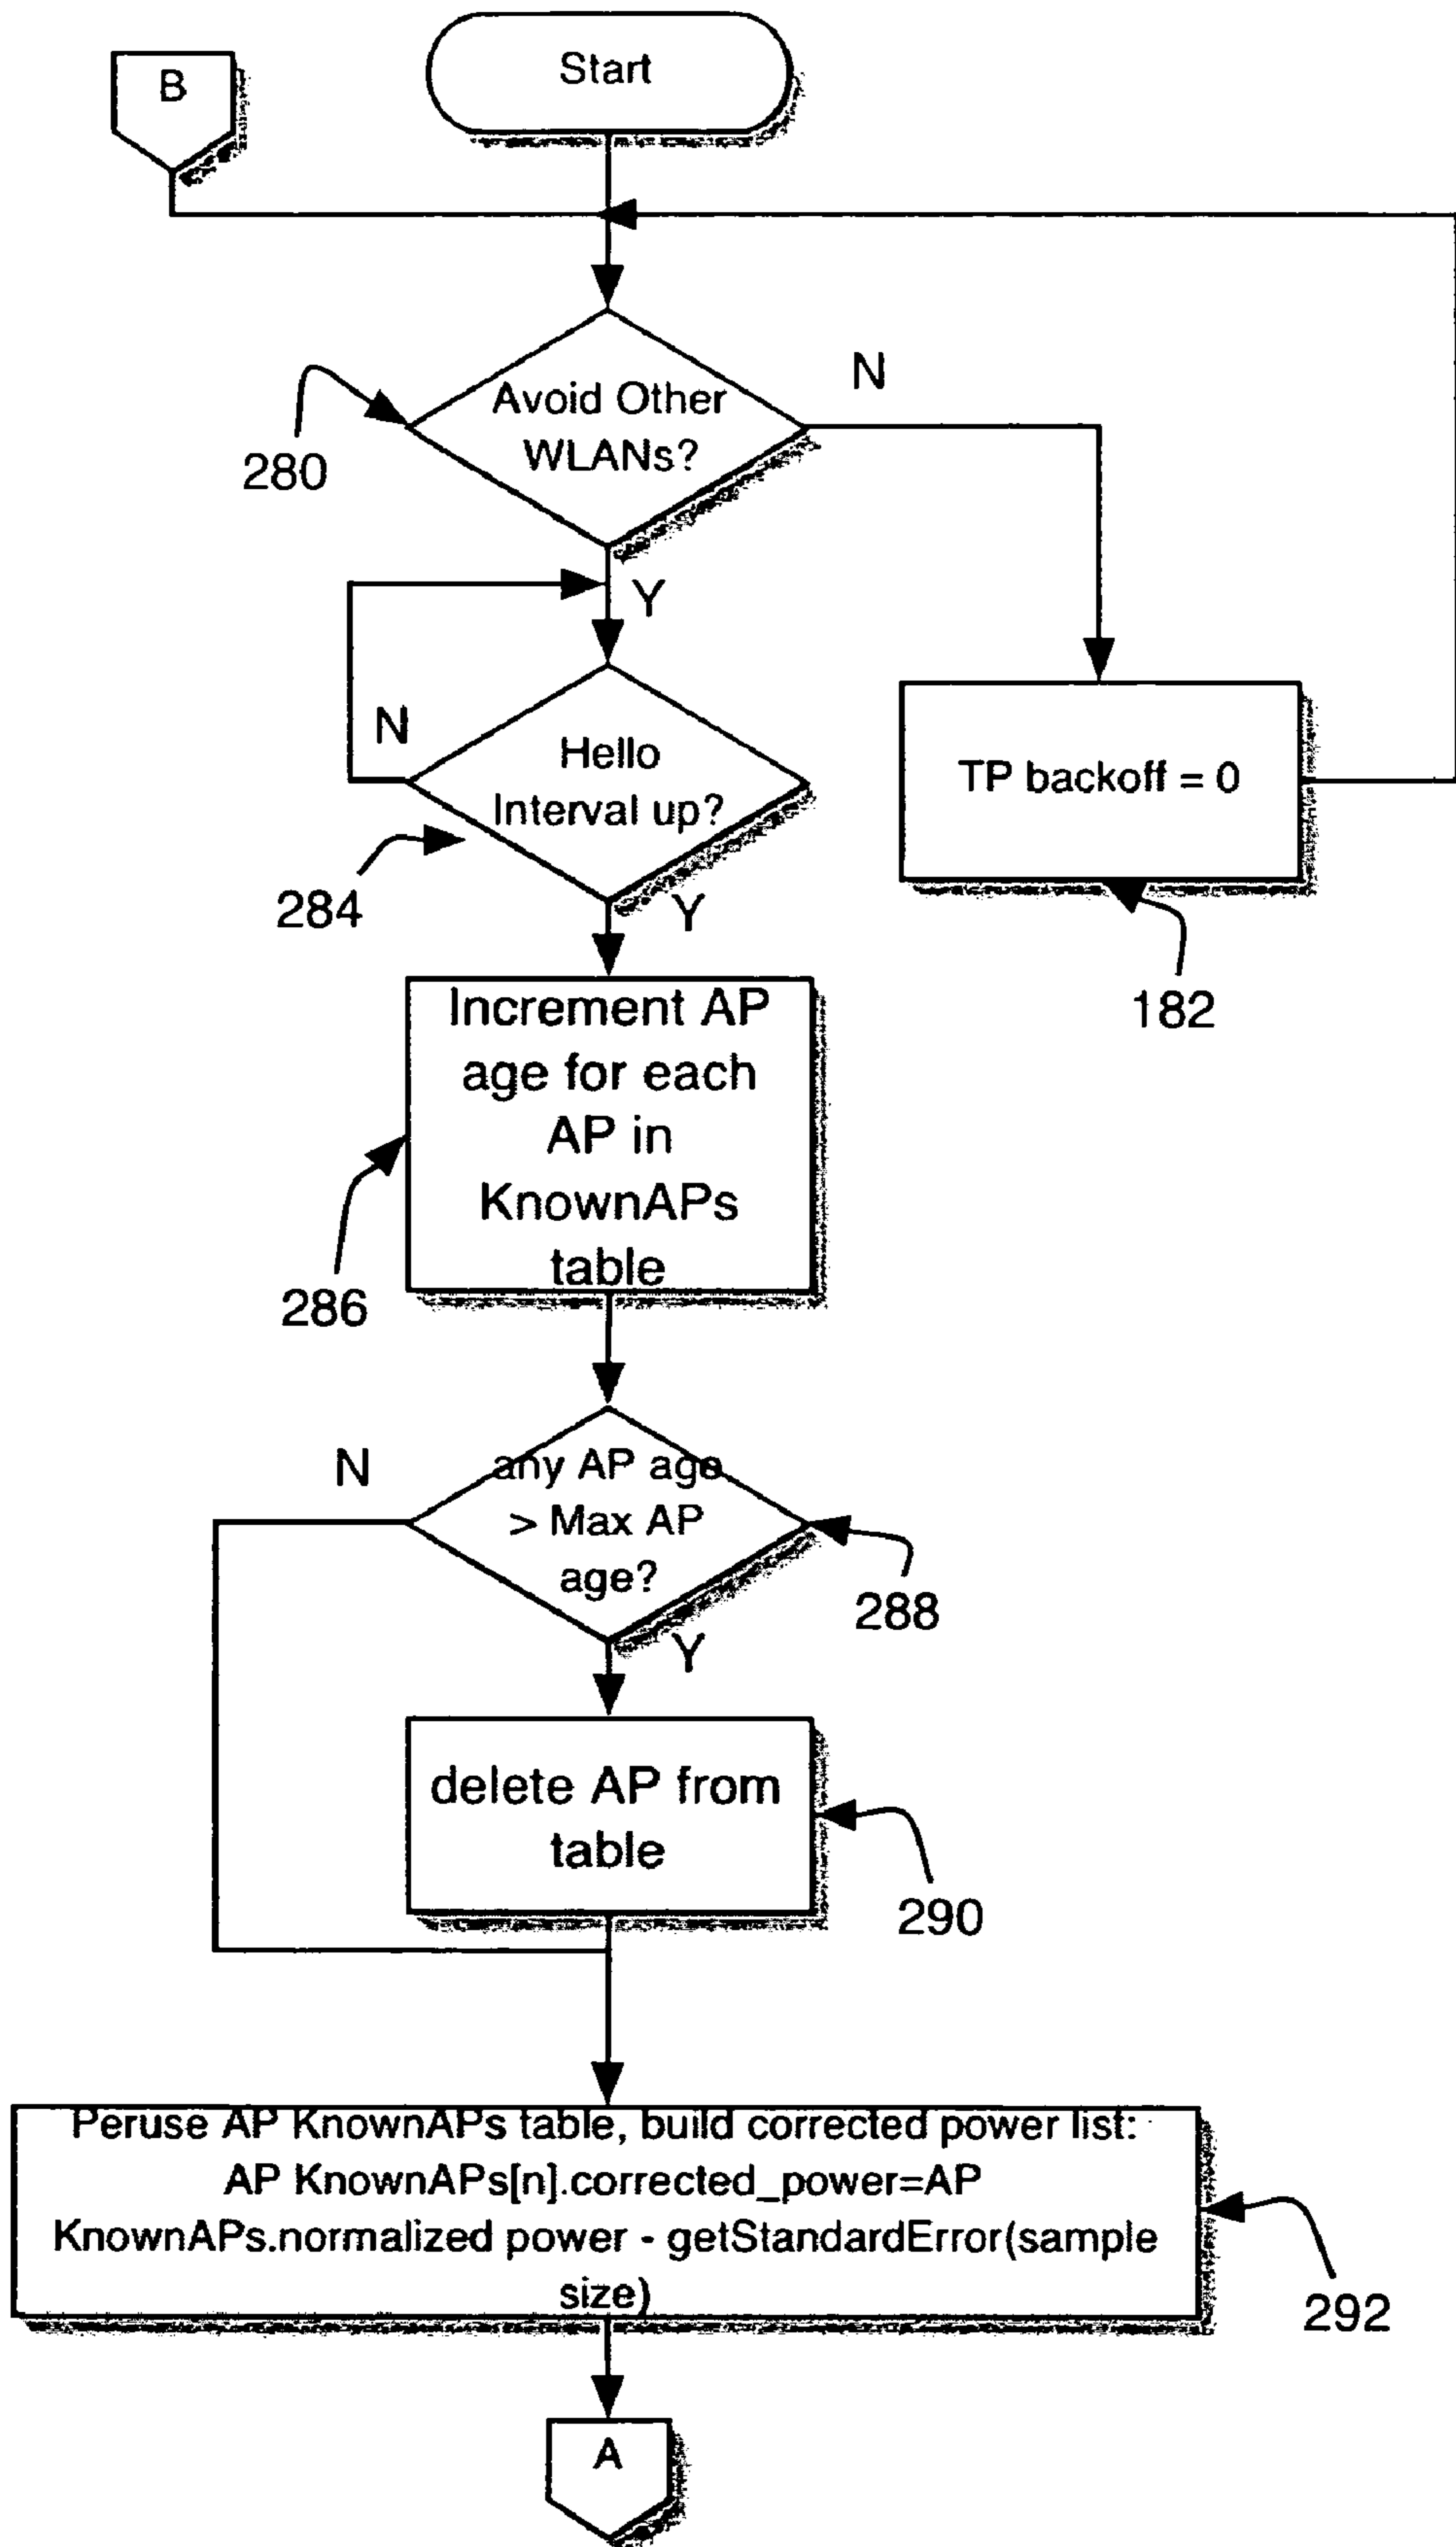 B
Start
Avoid Other
WLANs?
N
280
Y
Hello
Interval up?
N
284
Y
TP backoff = 0
182
Increment AP
age for each
AP in
KnownAPs
table
286
any AP age
> Max AP
age?
N
288
Y
delete AP from
table
290
Peruse AP KnownAPs table, build corrected power list:
AP KnownAPs[n].corrected_power=AP
KnownAPs.normalized power - getStandardError(sample
size)
292
A